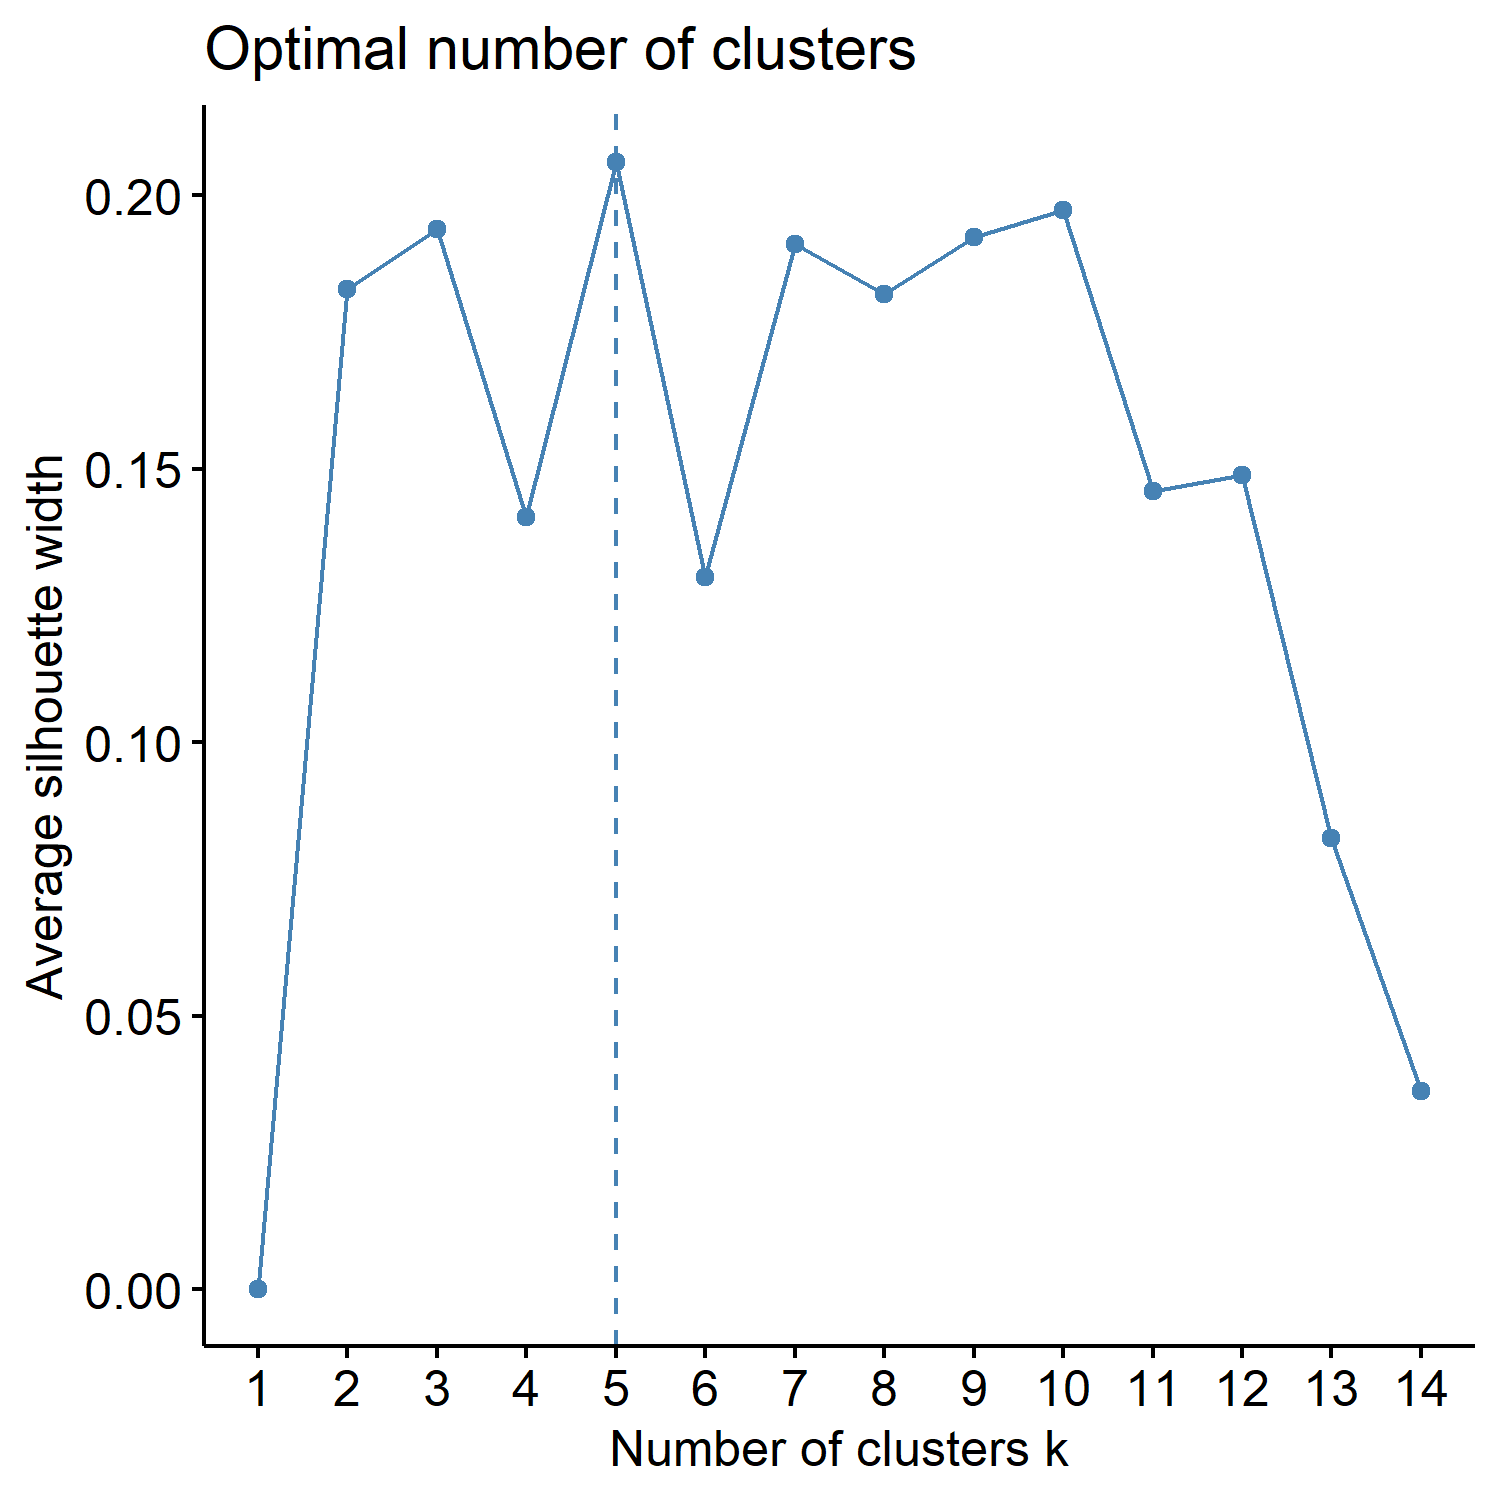 Optimal number of clusters
0.20
0.15
0.10
0.05
0.00
Average silhouette width
1 2 3 4 5 6 7 8 9 10 11 12 13 14
Number of clusters k